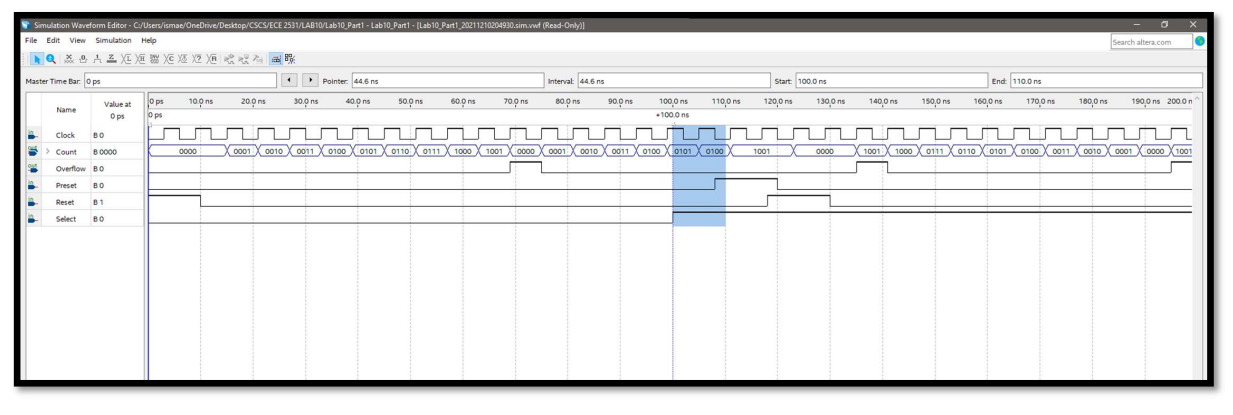 Simulation Waveform Editor - C:/Users/ismae/OneDrive/Desktop/CSCS/ECE 2531/LAB10/Lab10_Part1 - Lab10_Part1 - [Lab10_Part1_20211210204930.sim.vwf (Read-Only)]
File Edit View Simulation Help
Search altera.com
Master Time Bar: 0 ps Pointer: 44.6 ns Interval: 44.6 ns Start: 100.0 ns End: 110.0 ns
Name Value at 0 ps
0 ps 10.0 ns 20.0 ns 30.0 ns 40.0 ns 50.0 ns 60.0 ns 70.0 ns 80.0 ns 90.0 ns 100.0 ns 110.0 ns 120.0 ns 130.0 ns 140.0 ns 150.0 ns 160.0 ns 170.0 ns 180.0 ns 190.0 ns 200.0 n
0 ps +100.0 ns
Clock B 0
> Count B 0000 0000 0001 0010 0011 0100 0101 0110 0111 1000 1001 0000 0001 0010 0011 0100 0101 0100 1001 0000 1001 1000 0111 0110 0101 0100 0011 0010 0001 0000 1001
Overflow B 0
Preset B 0
Reset B 1
Select B 0